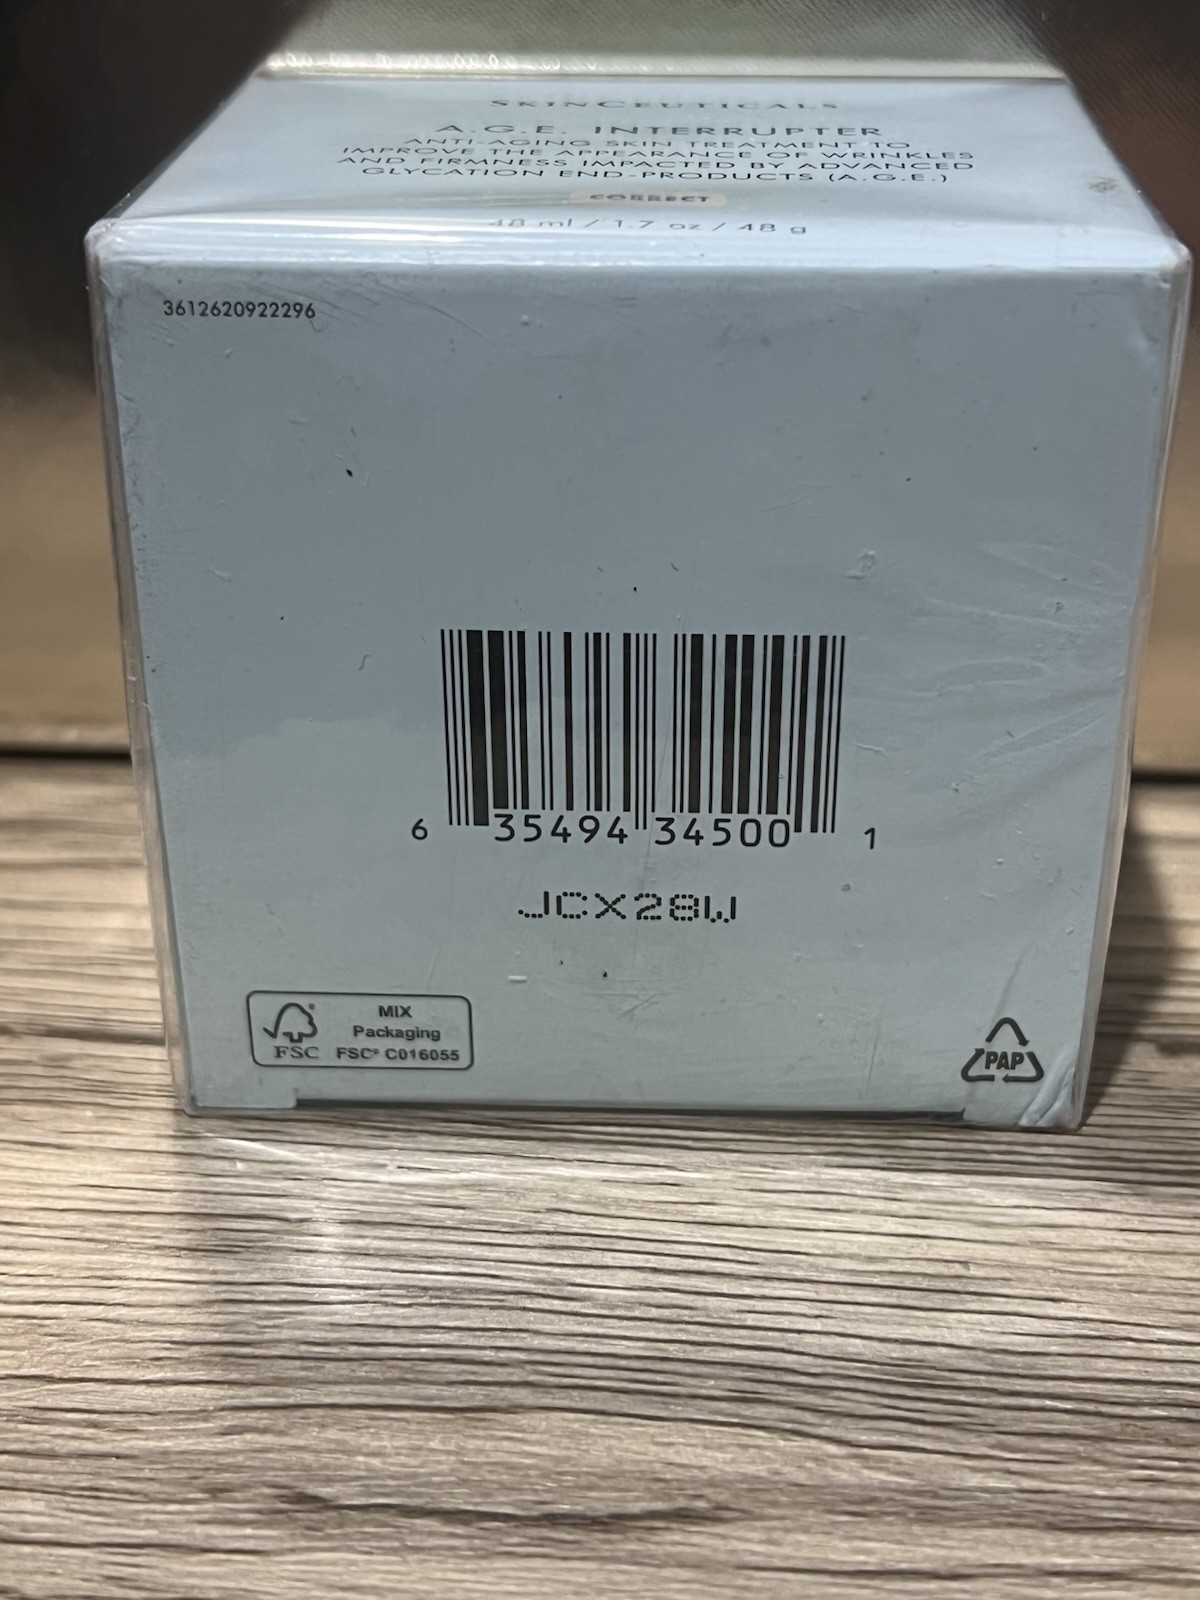 SKINCEUTICALS
A.G.E. INTERRUPTER
ANTI-AGING SKIN TREATMENT TO
IMPROVE THE APPEARANCE OF WRINKLES
AND FIRMNESS IMPACTED BY ADVANCED
GLYCATION END-PRODUCTS (A.G.E.)
CORRECT
48 ml / 1.7 oz / 48 g
3612620922296
6 35494 34500 1
JCX28W
MIX
Packaging
FSC® C016055
FSC
PAP